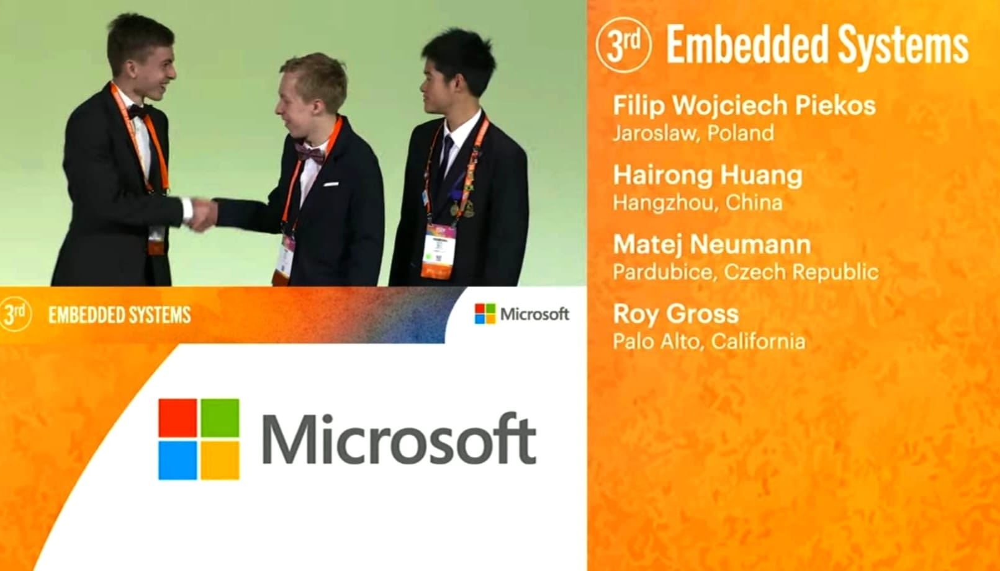 3rd Embedded Systems
Filip Wojciech Piekos
Jaroslaw, Poland
Hairong Huang
Hangzhou, China
Matej Neumann
Pardubice, Czech Republic
Roy Gross
Palo Alto, California
3rd EMBEDDED SYSTEMS
Microsoft
Microsoft